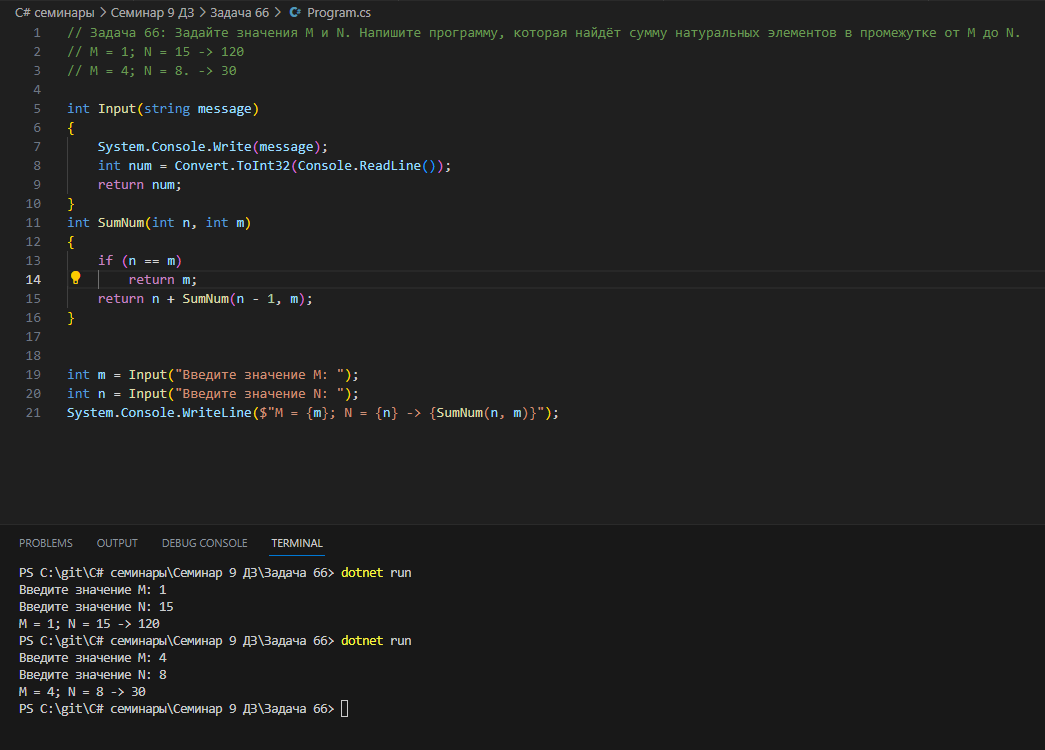 C# семинары > Семинар 9 ДЗ > Задача 66 > C# Program.cs
1 // Задача 66: Задайте значения M и N. Напишите программу, которая найдёт сумму натуральных элементов в промежутке от M до N.
2 // M = 1; N = 15 -> 120
3 // M = 4; N = 8. -> 30
4
5 int Input(string message)
6 {
7     System.Console.Write(message);
8     int num = Convert.ToInt32(Console.ReadLine());
9     return num;
10 }
11 int SumNum(int n, int m)
12 {
13     if (n == m)
14         return m;
15     return n + SumNum(n - 1, m);
16 }
17
18
19 int m = Input("Введите значение M: ");
20 int n = Input("Введите значение N: ");
21 System.Console.WriteLine($"M = {m}; N = {n} -> {SumNum(n, m)}");
PROBLEMS OUTPUT DEBUG CONSOLE TERMINAL
PS C:\git\C# семинары\Семинар 9 ДЗ\Задача 66> dotnet run
Введите значение M: 1
Введите значение N: 15
M = 1; N = 15 -> 120
PS C:\git\C# семинары\Семинар 9 ДЗ\Задача 66> dotnet run
Введите значение M: 4
Введите значение N: 8
M = 4; N = 8 -> 30
PS C:\git\C# семинары\Семинар 9 ДЗ\Задача 66>